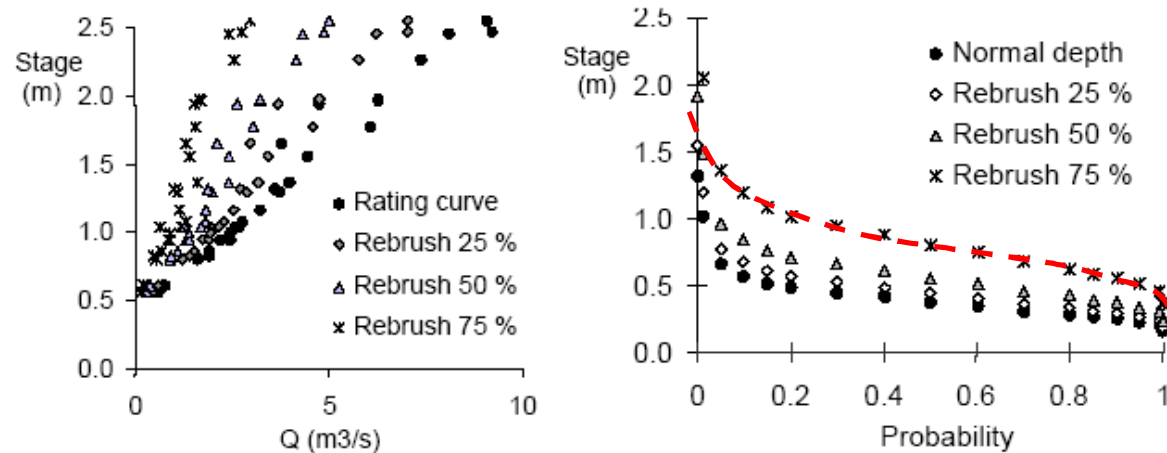 Stage
(m)
2.5
2.0
1.5
1.0
0.5
0.0
0
5
10
Q (m3/s)
Rating curve
Rebrush 25 %
Rebrush 50 %
Rebrush 75 %
Stage
(m)
2.5
2.0
1.5
1.0
0.5
0.0
0
0.2
0.4
0.6
0.8
1
Probability
Normal depth
Rebrush 25 %
Rebrush 50 %
Rebrush 75 %